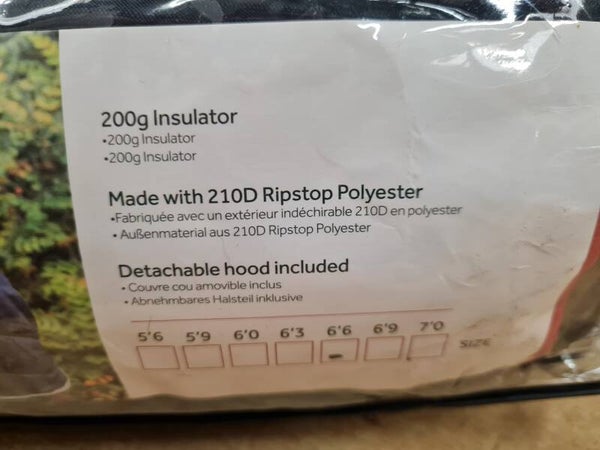 200g Insulator
•200g Insulator
•200g Insulator
Made with 210D Ripstop Polyester
•Fabriquée avec un extérieur indéchirable 210D en polyester
•Außenmaterial aus 210D Ripstop Polyester
Detachable hood included
• Couvre cou amovible inclus
• Abnehmbares Halsteil inklusive
5'6 5'9 6'0 6'3 6'6 6'9 7'0
SIZE